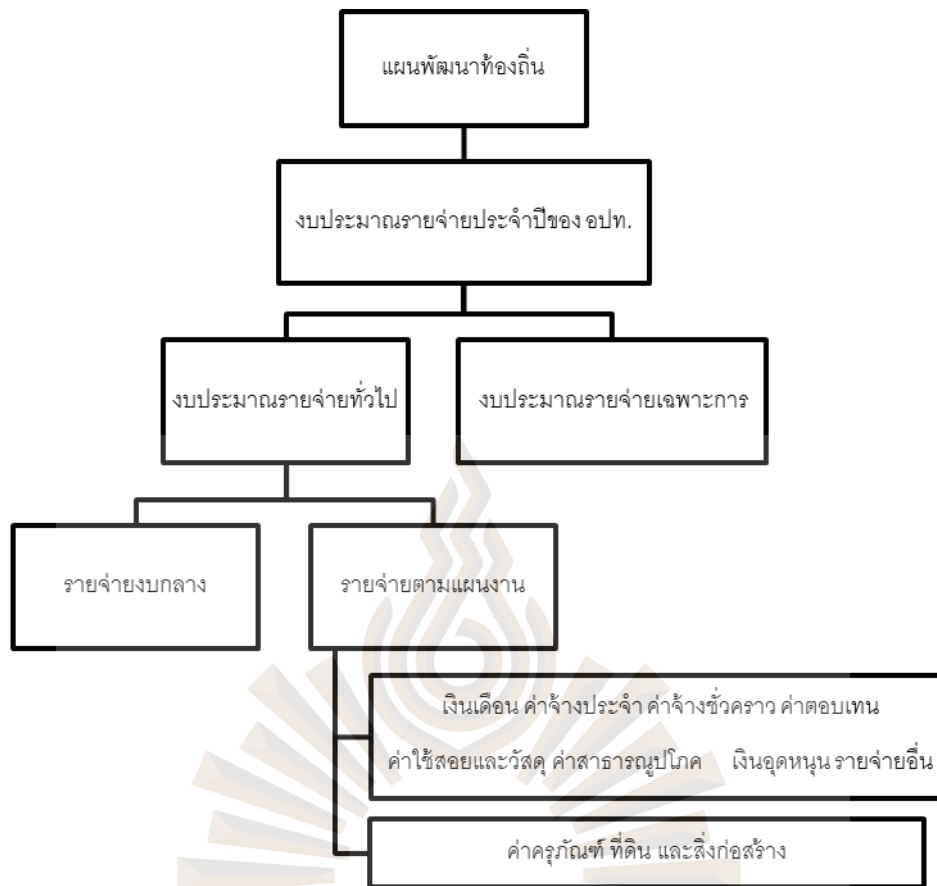 แผนพัฒนาท้องถิ่น
งบประมาณรายจ่ายประจำปีของ อปท.
งบประมาณรายจ่ายทั่วไป
งบประมาณรายจ่ายเฉพาะการ
รายจ่ายงบกลาง
รายจ่ายตามแผนงาน
เงินเดือน ค่าจ้างประจำ ค่าจ้างชั่วคราว ค่าตอบแทน
ค่าใช้สอยและวัสดุ ค่าสาธารณูปโภค เงินอุดหนุน รายจ่ายอื่น
ค่าครุภัณฑ์ ที่ดิน และสิ่งก่อสร้าง